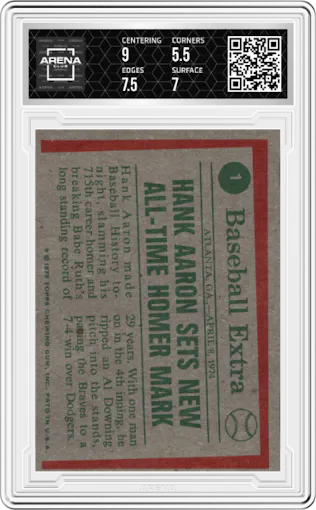 CENTERING
9
CORNERS
5.5
EDGES
7.5
SURFACE
7
ARENA
CLUB
1
Baseball Extra
ATLANTA, GA., — APRIL 8, 1974
HANK AARON SETS NEW
ALL-TIME HOMER MARK
Hank Aaron made
Baseball History to-
night, slamming his
715th career homer and
breaking Babe Ruth's
long standing record of
29 years. With one man
on in the 4th inning, he
ripped an Al Downing
pitch into the stands,
pacing the Braves to a
7-4 win over Dodgers.
© 1975 TOPPS CHEWING GUM, INC. PRTD IN U.S.A.
ARENA